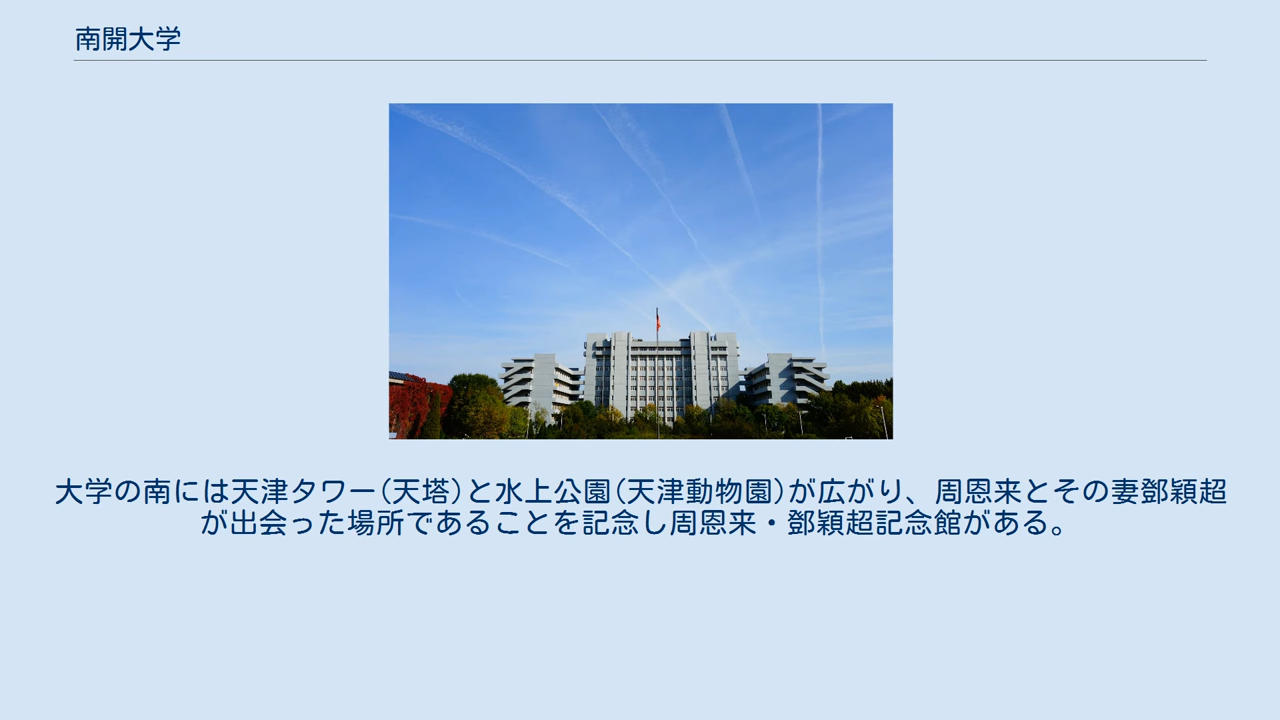 南開大学
大学の南には天津タワー(天塔)と水上公園(天津動物園)が広がり、周恩来とその妻鄧穎超
が出会った場所であることを記念し周恩来・鄧穎超記念館がある。